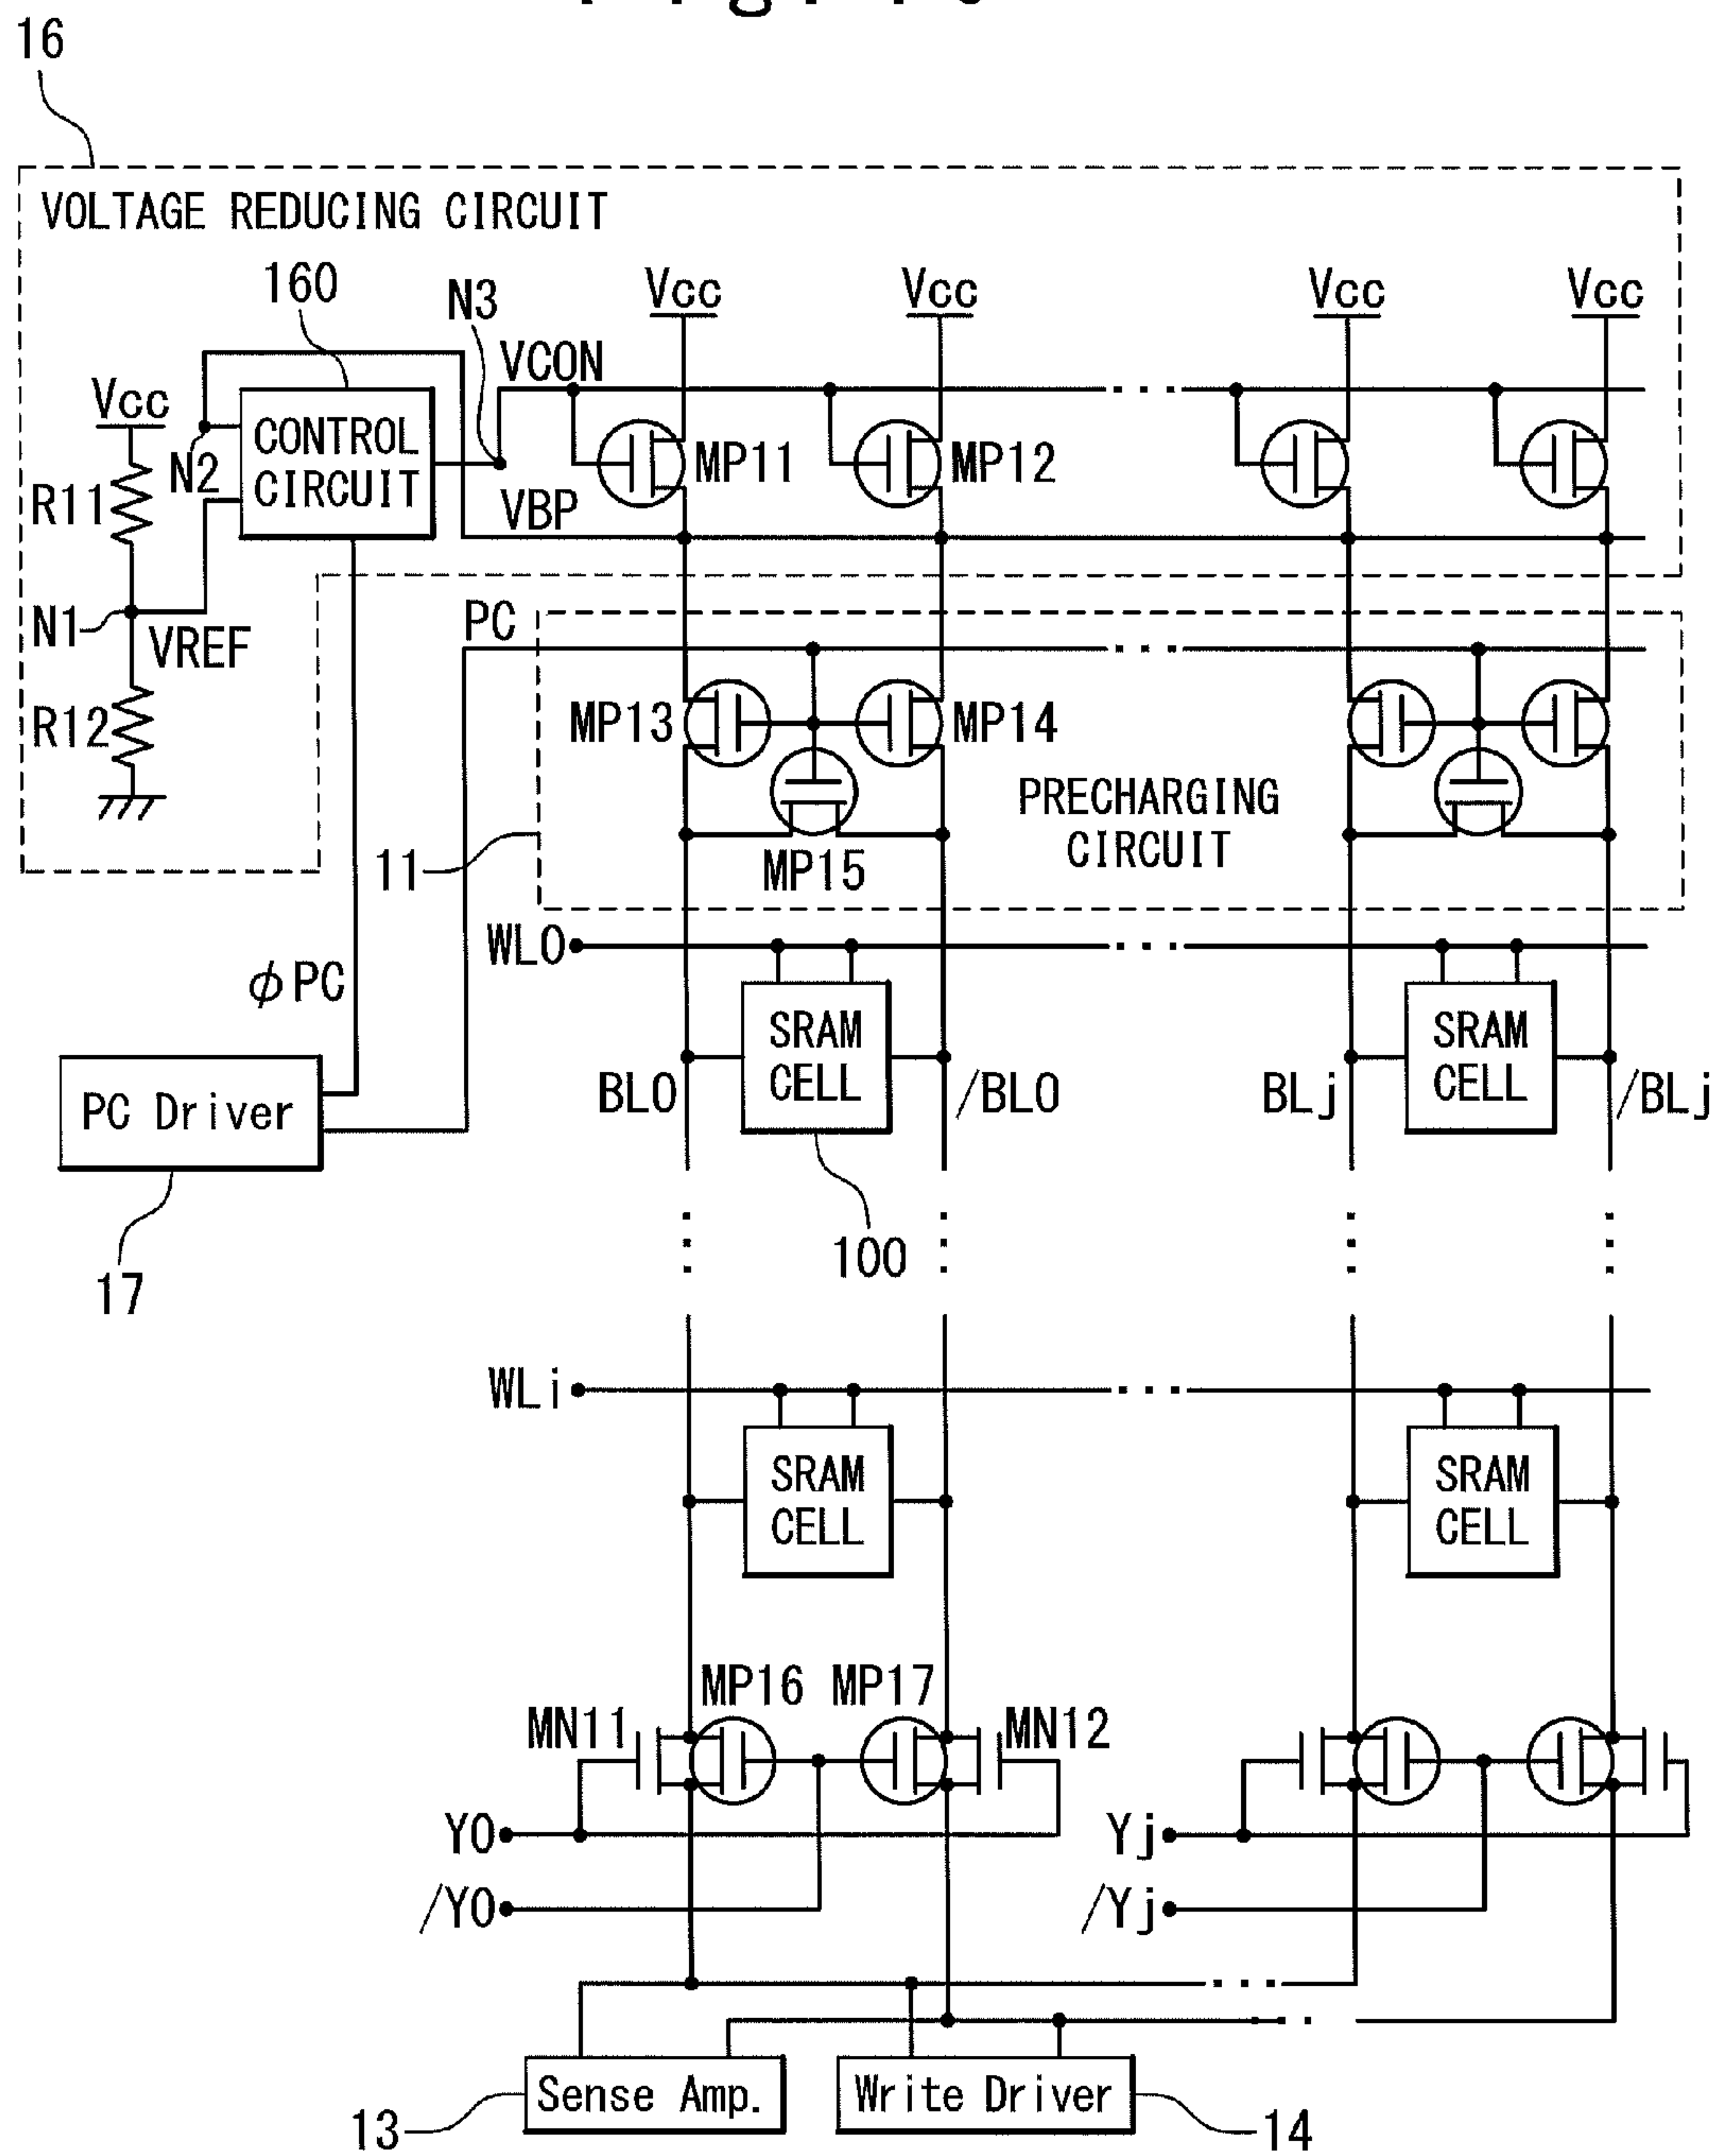 16
VOLTAGE REDUCING CIRCUIT
160
N3
Vcc
Vcc
Vcc
Vcc
VCON
Vcc
N2
CONTROL
CIRCUIT
MP11
MP12
R11
VBP
N1
VREF
PC
R12
MP13
MP14
PRECHARGING
CIRCUIT
11
MP15
WL0
φPC
SRAM
CELL
SRAM
CELL
BL0
/BL0
BLj
/BLj
PC Driver
17
100
WLi
SRAM
CELL
SRAM
CELL
MP16
MP17
MN11
MN12
Y0
Yj
/Y0
/Yj
Sense Amp.
Write Driver
13
14